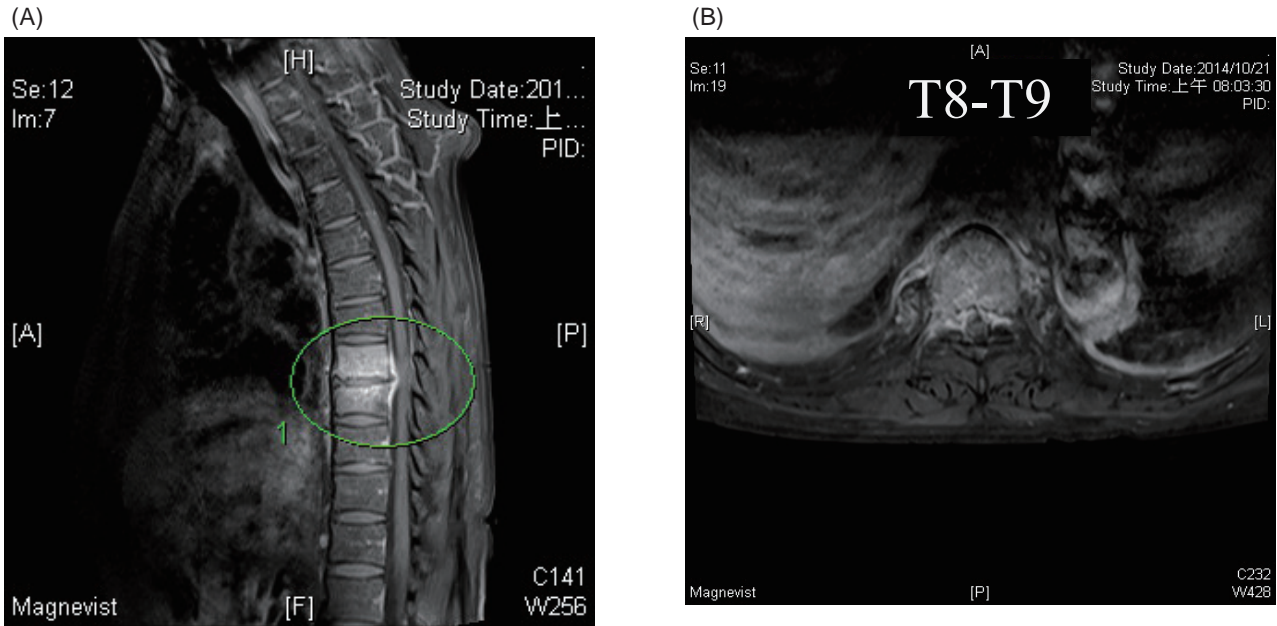 (A)
[H]
Se:12
Im:7
Study Date:201...
Study Time:上...
PID:
[A]
[P]
1
C141
W256
Magnevist
[F]
(B)
[A]
Se:11
Im:19
T8-T9
Study Date:2014/10/21
Study Time:上午 08:03:30
PID:
[R]
[L]
C232
W428
Magnevist
[P]